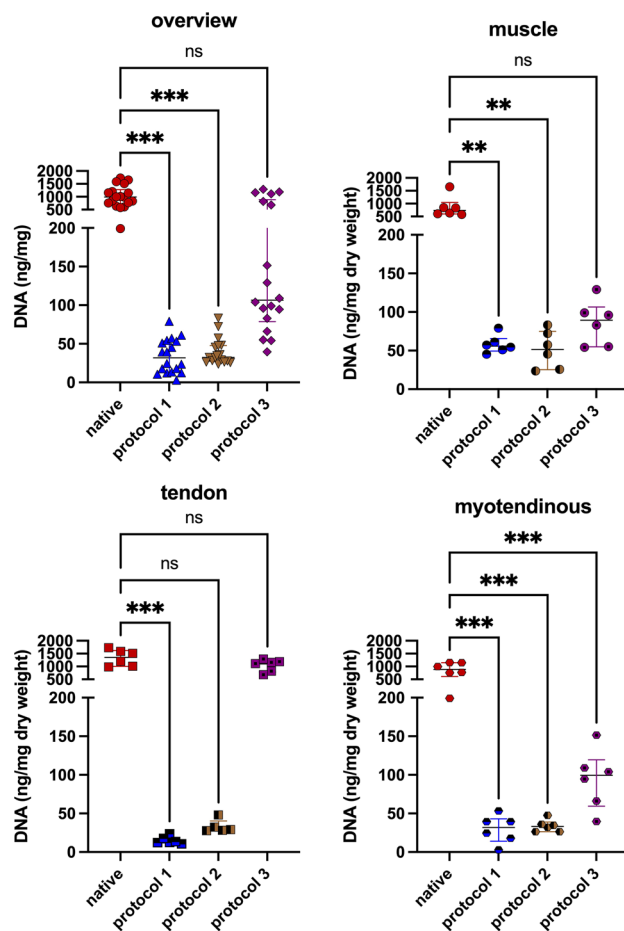 overview
ns
***
***
2000
1500
1000
500
200
150
100
50
0
DNA (ng/mg)
native
protocol 1
protocol 2
protocol 3
muscle
ns
**
**
2000
1500
1000
500
200
150
100
50
0
DNA (ng/mg dry weight)
native
protocol 1
protocol 2
protocol 3
tendon
ns
ns
***
2000
1500
1000
500
200
150
100
50
0
DNA (ng/mg dry weight)
native
protocol 1
protocol 2
protocol 3
myotendinous
***
***
***
2000
1500
1000
500
200
150
100
50
0
DNA (ng/mg dry weight)
native
protocol 1
protocol 2
protocol 3